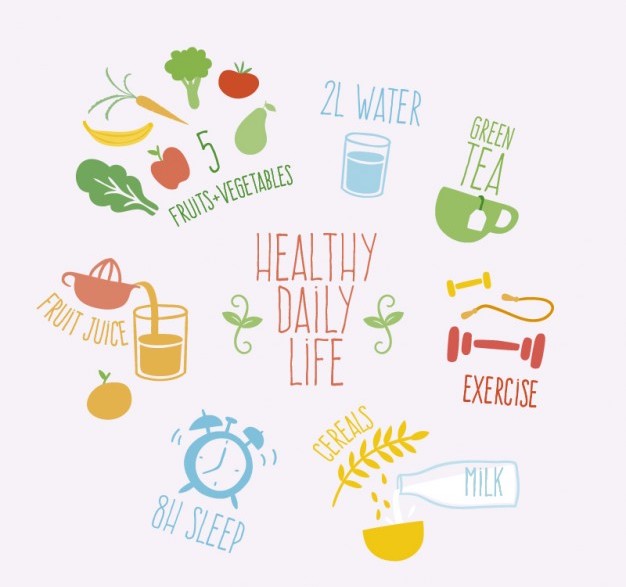 5
FRUITS+VEGETABLES
2L WATER
GREEN
TEA
HEALTHY
DAILY
LIFE
FRUIT JUICE
EXERCISE
8H SLEEP
CEREALS
MILK